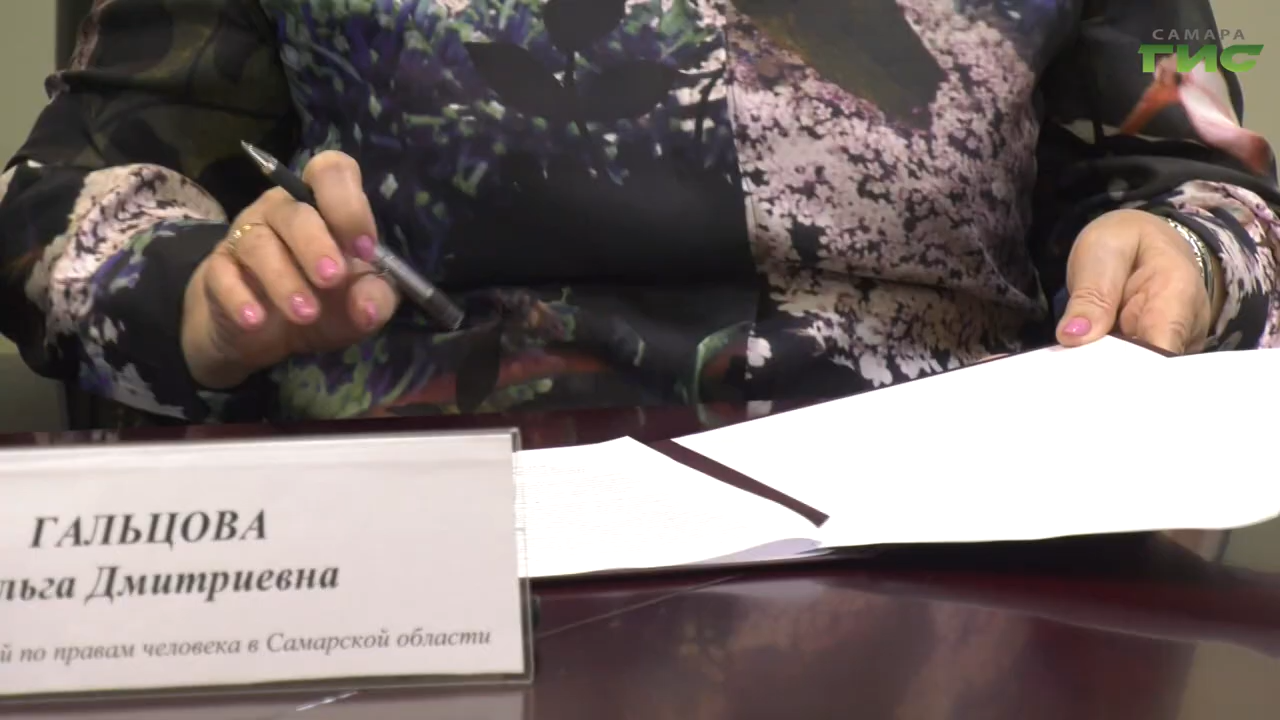 САМАРА
ГИС
ГАЛЬЦОВА
льга Дмитриевна
й по правам человека в Самарской области